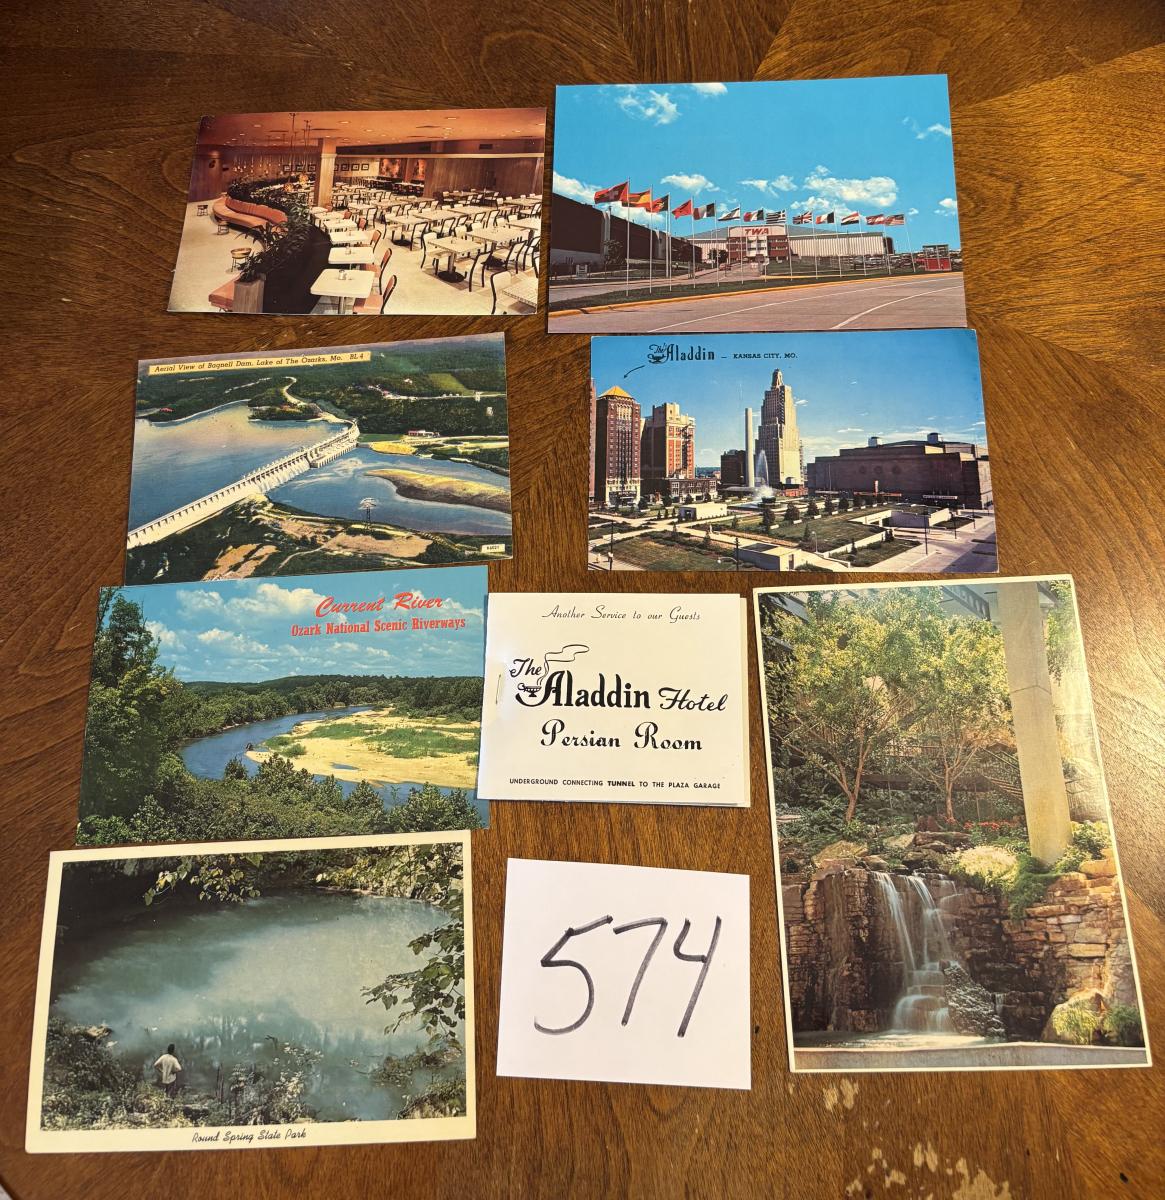 TWA
Aerial View of Bagnell Dam, Lake of The Ozarks, Mo. BL 4
The Aladdin — KANSAS CITY, MO.
Current River
Ozark National Scenic Riverways
Another Service to our Guests
The Aladdin Hotel
Persian Room
UNDERGROUND CONNECTING TUNNEL TO THE PLAZA GARAGE
574
Round Spring State Park